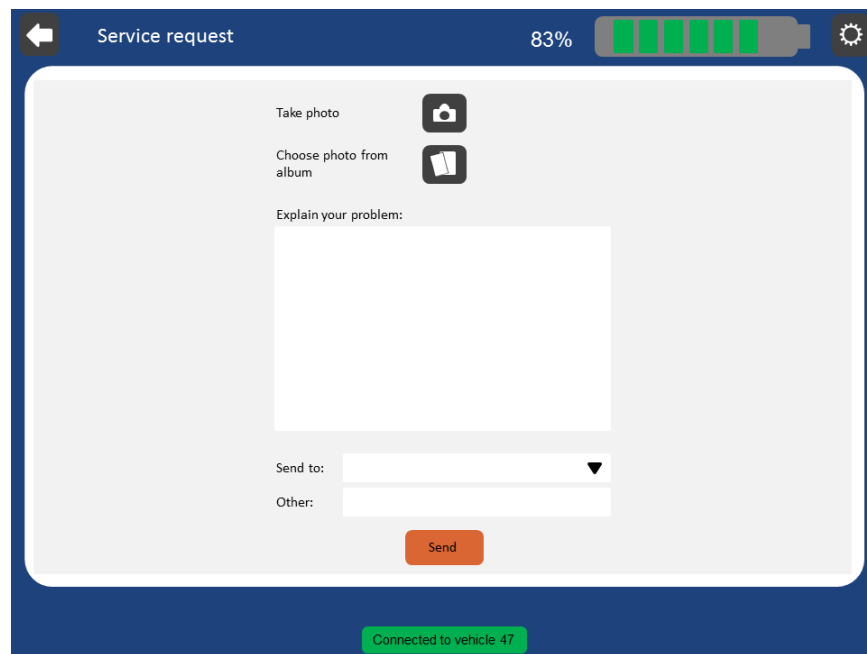 Service request
83%
Take photo
Choose photo from
album
Explain your problem:
Send to:
Other:
Send
Connected to vehicle 47